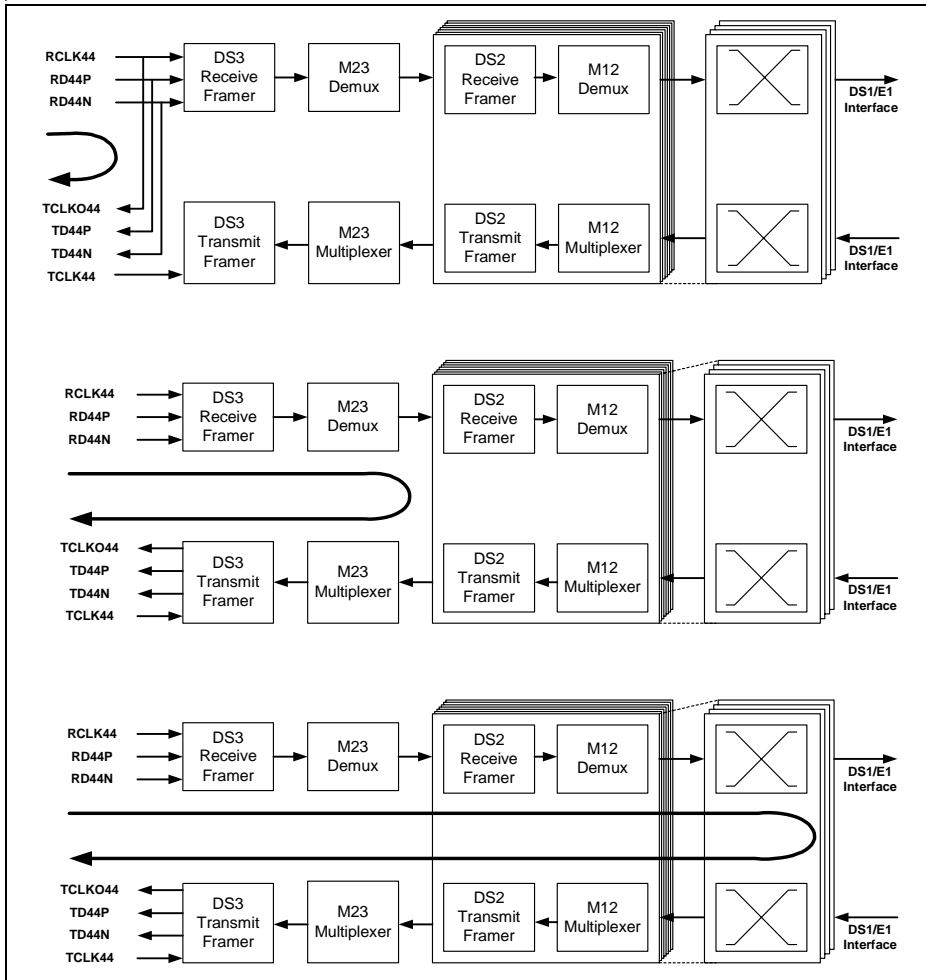 RCLK44
RD44P
RD44N
DS3
Receive
Framer
M23
Demux
DS2
Receive
Framer
M12
Demux
DS1/E1
Interface
TCLKO44
TD44P
TD44N
TCLK44
DS3
Transmit
Framer
M23
Multiplexer
DS2
Transmit
Framer
M12
Multiplexer
DS1/E1
Interface
RCLK44
RD44P
RD44N
DS3
Receive
Framer
M23
Demux
DS2
Receive
Framer
M12
Demux
DS1/E1
Interface
TCLKO44
TD44P
TD44N
TCLK44
DS3
Transmit
Framer
M23
Multiplexer
DS2
Transmit
Framer
M12
Multiplexer
DS1/E1
Interface
RCLK44
RD44P
RD44N
DS3
Receive
Framer
M23
Demux
DS2
Receive
Framer
M12
Demux
DS1/E1
Interface
TCLKO44
TD44P
TD44N
TCLK44
DS3
Transmit
Framer
M23
Multiplexer
DS2
Transmit
Framer
M12
Multiplexer
DS1/E1
Interface